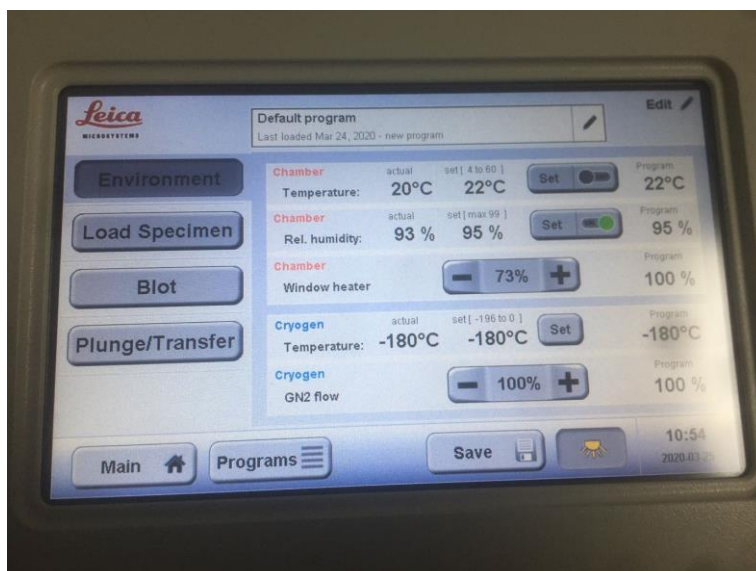 Leica
MICROSYSTEMS
Default program
Last loaded Mar 24, 2020 - new program
Edit
Environment
Load Specimen
Blot
Plunge/Transfer
Chamber actual set [ 4 to 60 ] Program
Temperature: 20°C 22°C Set 22°C
Chamber actual set [ max 99 ] Program
Rel. humidity: 93 % 95 % Set 95 %
Chamber Program
Window heater 73% 100 %
Cryogen actual set [ -196 to 0 ] Program
Temperature: -180°C -180°C Set -180°C
Cryogen Program
GN2 flow 100% 100 %
Main Programs Save 10:54
2020-03-25